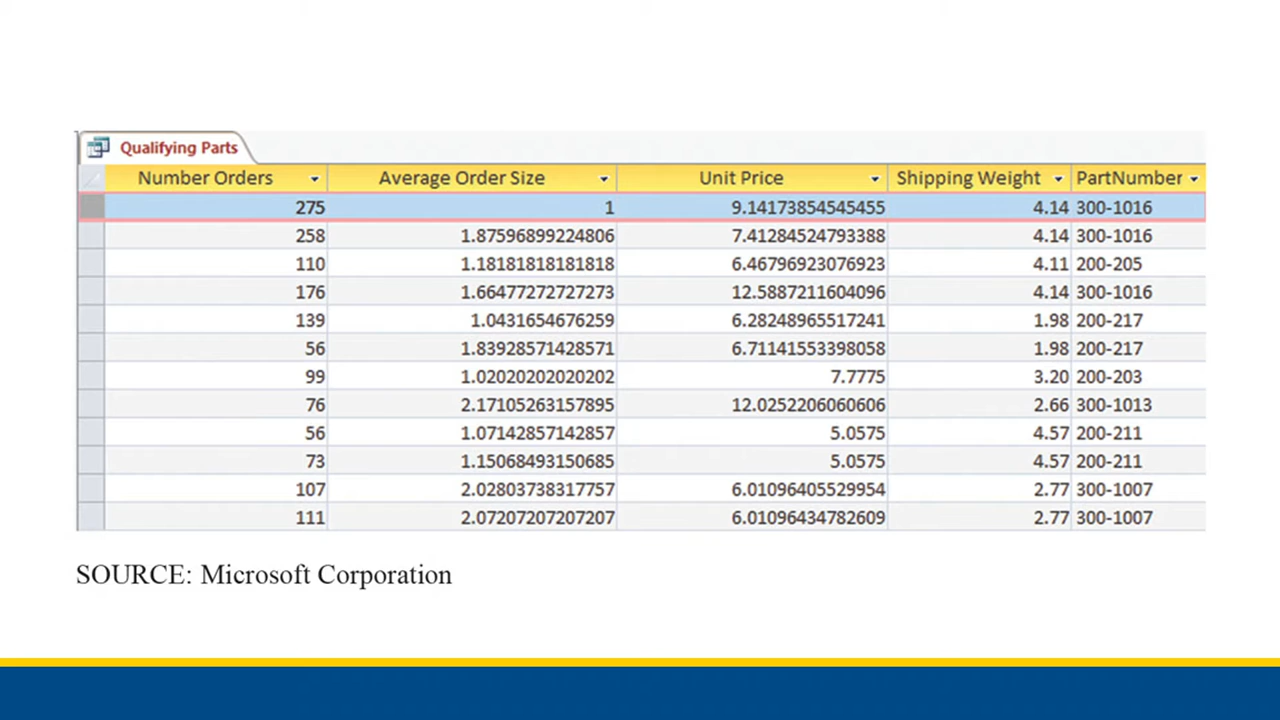 Qualifying Parts
Number Orders Average Order Size Unit Price Shipping Weight PartNumber
275 1 9.14173854545455 4.14 300-1016
258 1.87596899224806 7.41284524793388 4.14 300-1016
110 1.18181818181818 6.46796923076923 4.11 200-205
176 1.66477272727273 12.5887211604096 4.14 300-1016
139 1.0431654676259 6.28248965517241 1.98 200-217
56 1.83928571428571 6.71141553398058 1.98 200-217
99 1.02020202020202 7.7775 3.20 200-203
76 2.17105263157895 12.0252206060606 2.66 300-1013
56 1.07142857142857 5.0575 4.57 200-211
73 1.15068493150685 5.0575 4.57 200-211
107 2.02803738317757 6.01096405529954 2.77 300-1007
111 2.07207207207207 6.01096434782609 2.77 300-1007
SOURCE: Microsoft Corporation